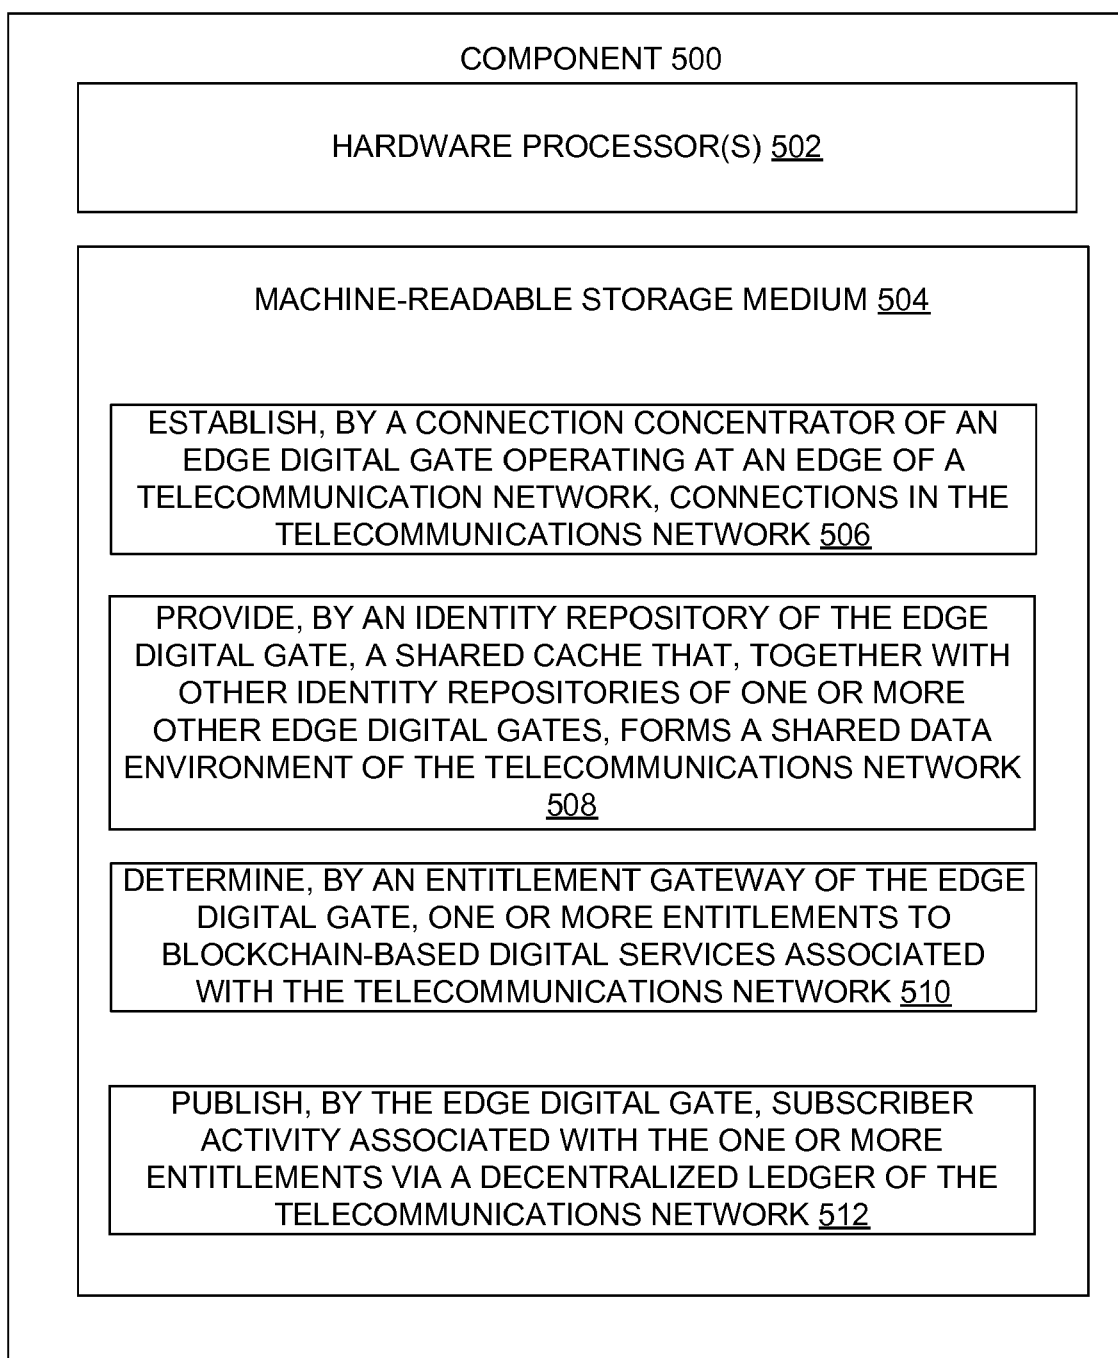 COMPONENT 500
HARDWARE PROCESSOR(S) 502
MACHINE-READABLE STORAGE MEDIUM 504
ESTABLISH, BY A CONNECTION CONCENTRATOR OF AN
EDGE DIGITAL GATE OPERATING AT AN EDGE OF A
TELECOMMUNICATION NETWORK, CONNECTIONS IN THE
TELECOMMUNICATIONS NETWORK 506
PROVIDE, BY AN IDENTITY REPOSITORY OF THE EDGE
DIGITAL GATE, A SHARED CACHE THAT, TOGETHER WITH
OTHER IDENTITY REPOSITORIES OF ONE OR MORE
OTHER EDGE DIGITAL GATES, FORMS A SHARED DATA
ENVIRONMENT OF THE TELECOMMUNICATIONS NETWORK
508
DETERMINE, BY AN ENTITLEMENT GATEWAY OF THE EDGE
DIGITAL GATE, ONE OR MORE ENTITLEMENTS TO
BLOCKCHAIN-BASED DIGITAL SERVICES ASSOCIATED
WITH THE TELECOMMUNICATIONS NETWORK 510
PUBLISH, BY THE EDGE DIGITAL GATE, SUBSCRIBER
ACTIVITY ASSOCIATED WITH THE ONE OR MORE
ENTITLEMENTS VIA A DECENTRALIZED LEDGER OF THE
TELECOMMUNICATIONS NETWORK 512